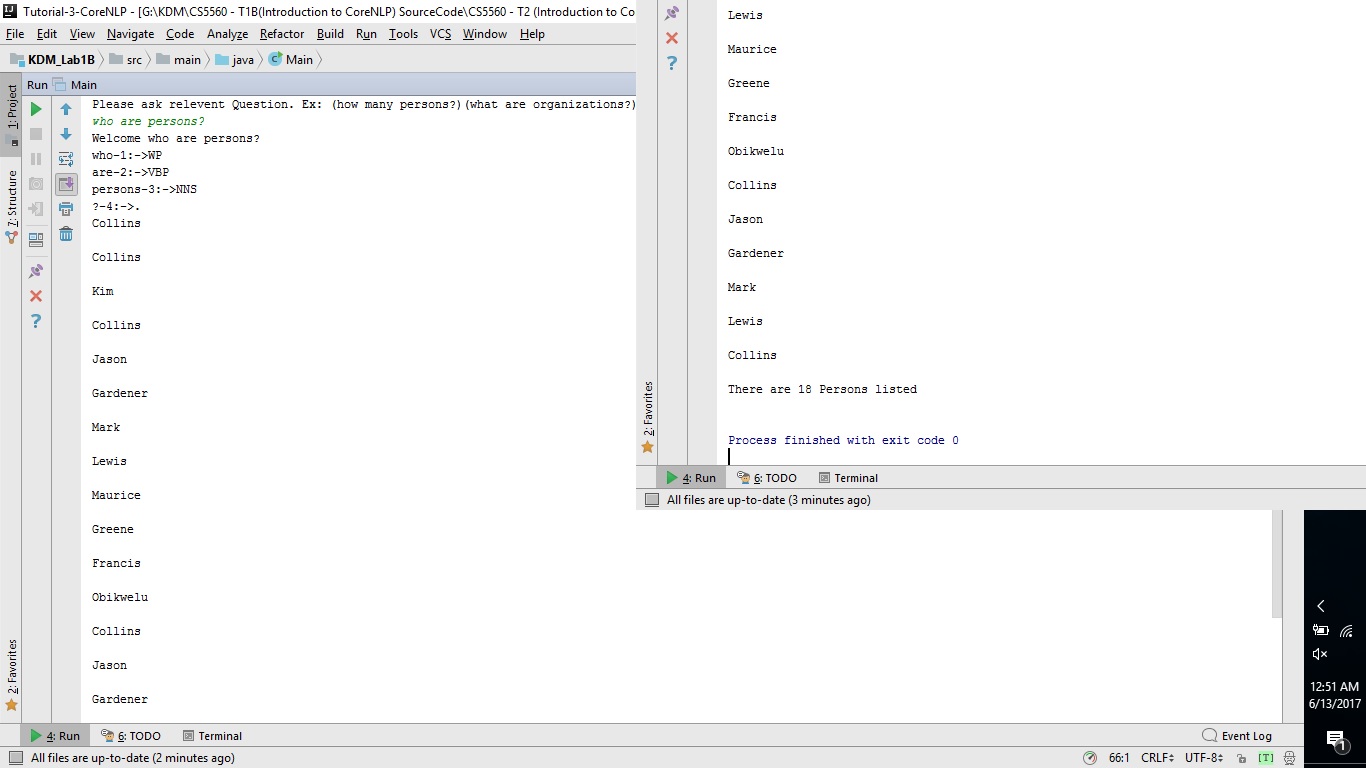 Tutorial-3-CoreNLP - [G:\KDM\CS5560 - T1B(Introduction to CoreNLP) SourceCode\CS5560 - T2 (Introduction to Co
File Edit View Navigate Code Analyze Refactor Build Run Tools VCS Window Help
KDM_Lab1B src main java Main
Run Main
1: Project
7: Structure
2: Favorites
Please ask relevent Question. Ex: (how many persons?)(what are organizations?)
who are persons?
Welcome who are persons?
who-1:->WP
are-2:->VBP
persons-3:->NNS
?-4:->.
Collins
Collins
Kim
Collins
Jason
Gardener
Mark
Lewis
Maurice
Greene
Francis
Obikwelu
Collins
Jason
Gardener
4: Run 6: TODO Terminal Event Log
All files are up-to-date (2 minutes ago) 66:1 CRLF UTF-8 [T]
Lewis
Maurice
Greene
Francis
Obikwelu
Collins
Jason
Gardener
Mark
Lewis
Collins
There are 18 Persons listed
Process finished with exit code 0
2: Favorites
4: Run 6: TODO Terminal
All files are up-to-date (3 minutes ago)
12:51 AM
6/13/2017
1